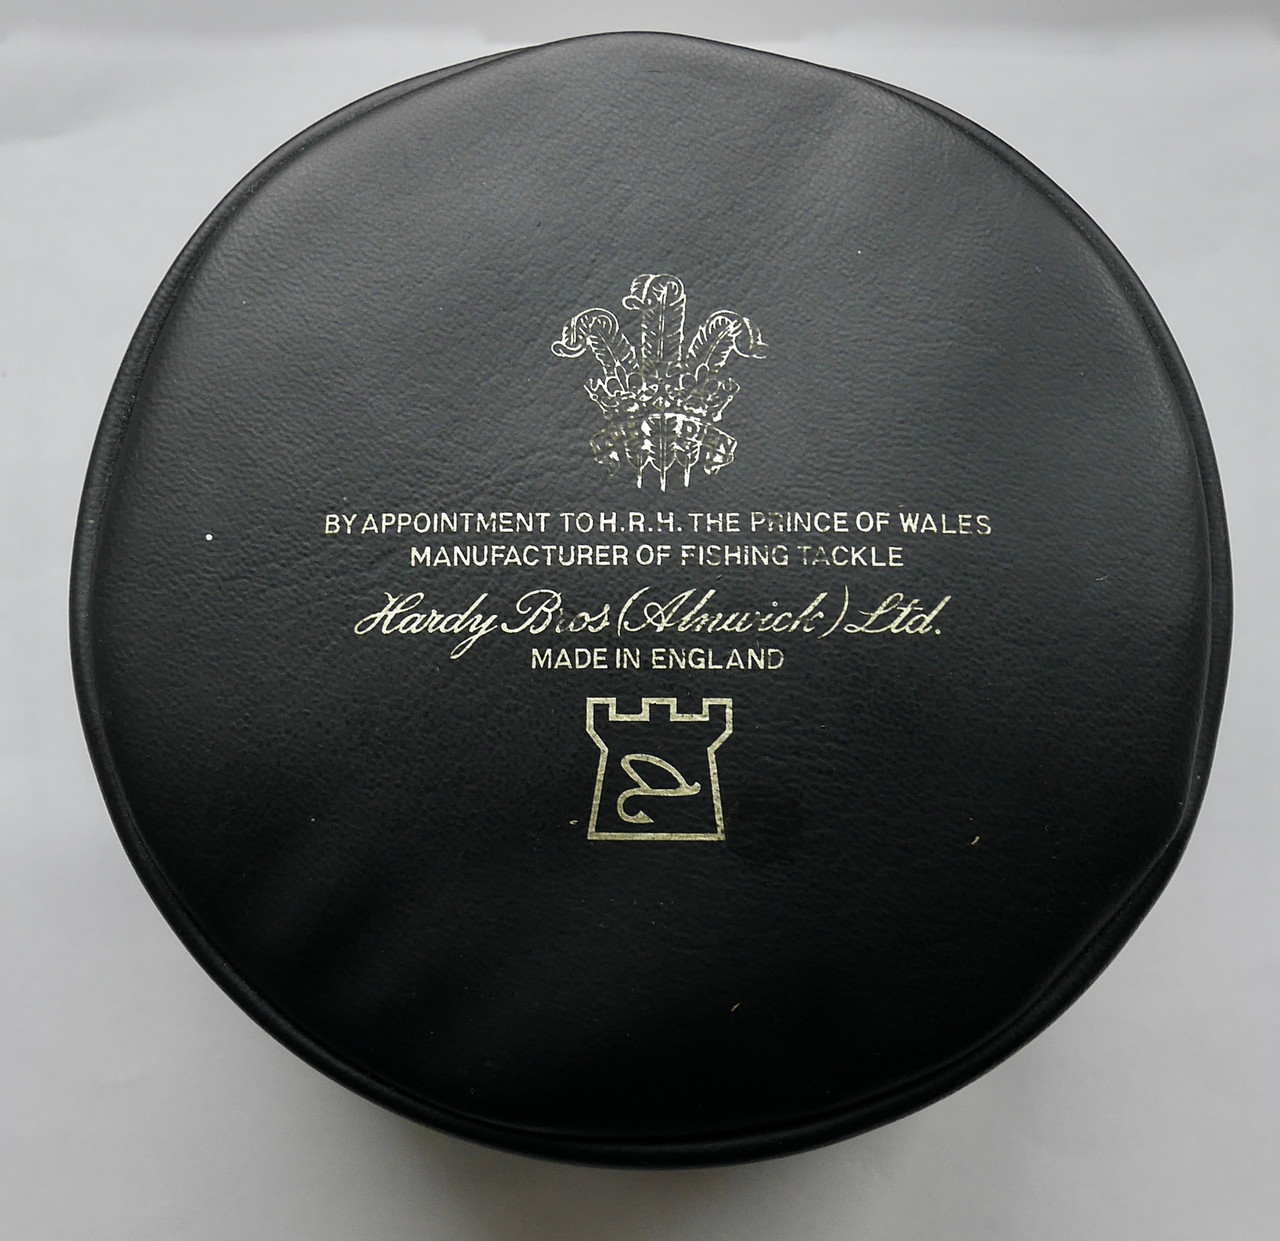 BY APPOINTMENT TO H.R.H. THE PRINCE OF WALES
MANUFACTURER OF FISHING TACKLE
Hardy Bros (Alnwick) Ltd.
MADE IN ENGLAND